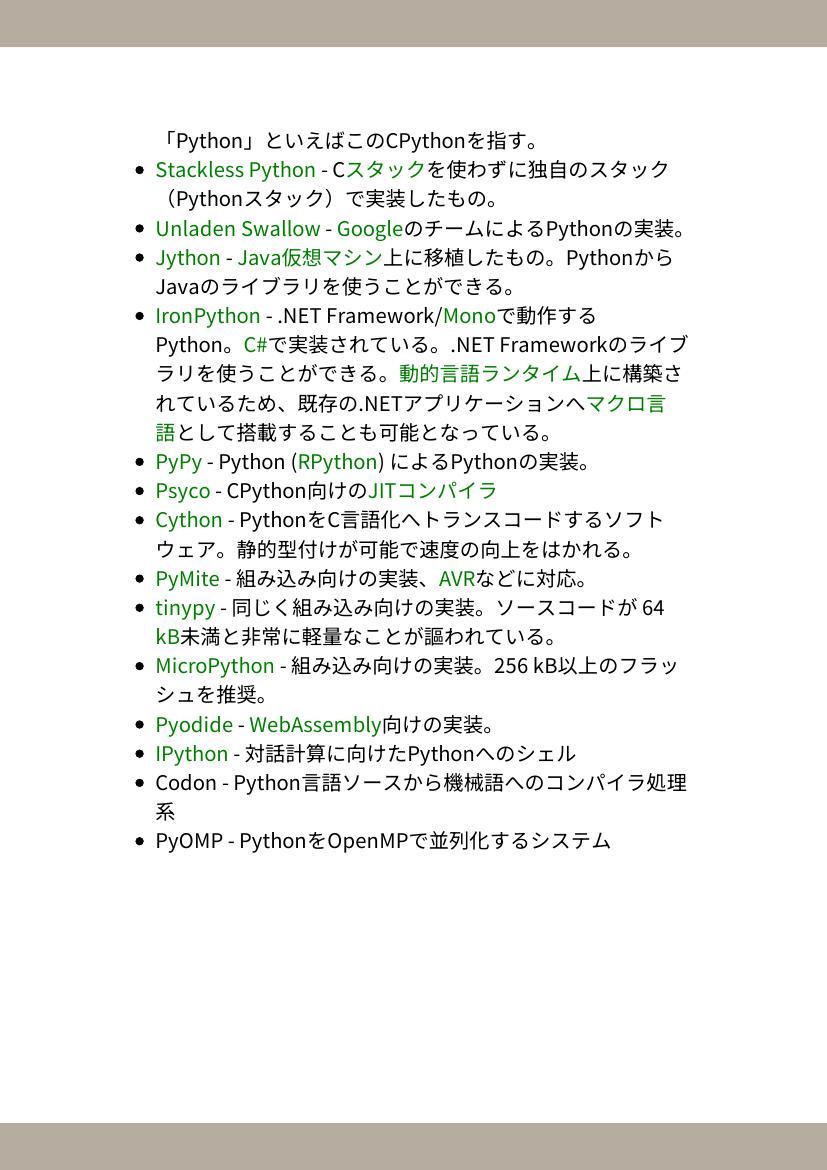 「Python」といえばこのCPythonを指す。
• Stackless Python - Cスタックを使わずに独自のスタック
（Pythonスタック）で実装したもの。
• Unladen Swallow - GoogleのチームによるPythonの実装。
• Jython - Java仮想マシン上に移植したもの。Pythonから
Javaのライブラリを使うことができる。
• IronPython - .NET Framework/Monoで動作する
Python。C#で実装されている。.NET Frameworkのライブ
ラリを使うことができる。動的言語ランタイム上に構築さ
れているため、既存の.NETアプリケーションへマクロ言
語として搭載することも可能となっている。
• PyPy - Python (RPython) によるPythonの実装。
• Psyco - CPython向けのJITコンパイラ
• Cython - PythonをC言語化へトランスコードするソフト
ウェア。静的型付けが可能で速度の向上をはかれる。
• PyMite - 組み込み向けの実装、AVRなどに対応。
• tinypy - 同じく組み込み向けの実装。ソースコードが 64
kB未満と非常に軽量なことが謳われている。
• MicroPython - 組み込み向けの実装。256 kB以上のフラッ
シュを推奨。
• Pyodide - WebAssembly向けの実装。
• IPython - 対話計算に向けたPythonへのシェル
• Codon - Python言語ソースから機械語へのコンパイラ処理
系
• PyOMP - PythonをOpenMPで並列化するシステム